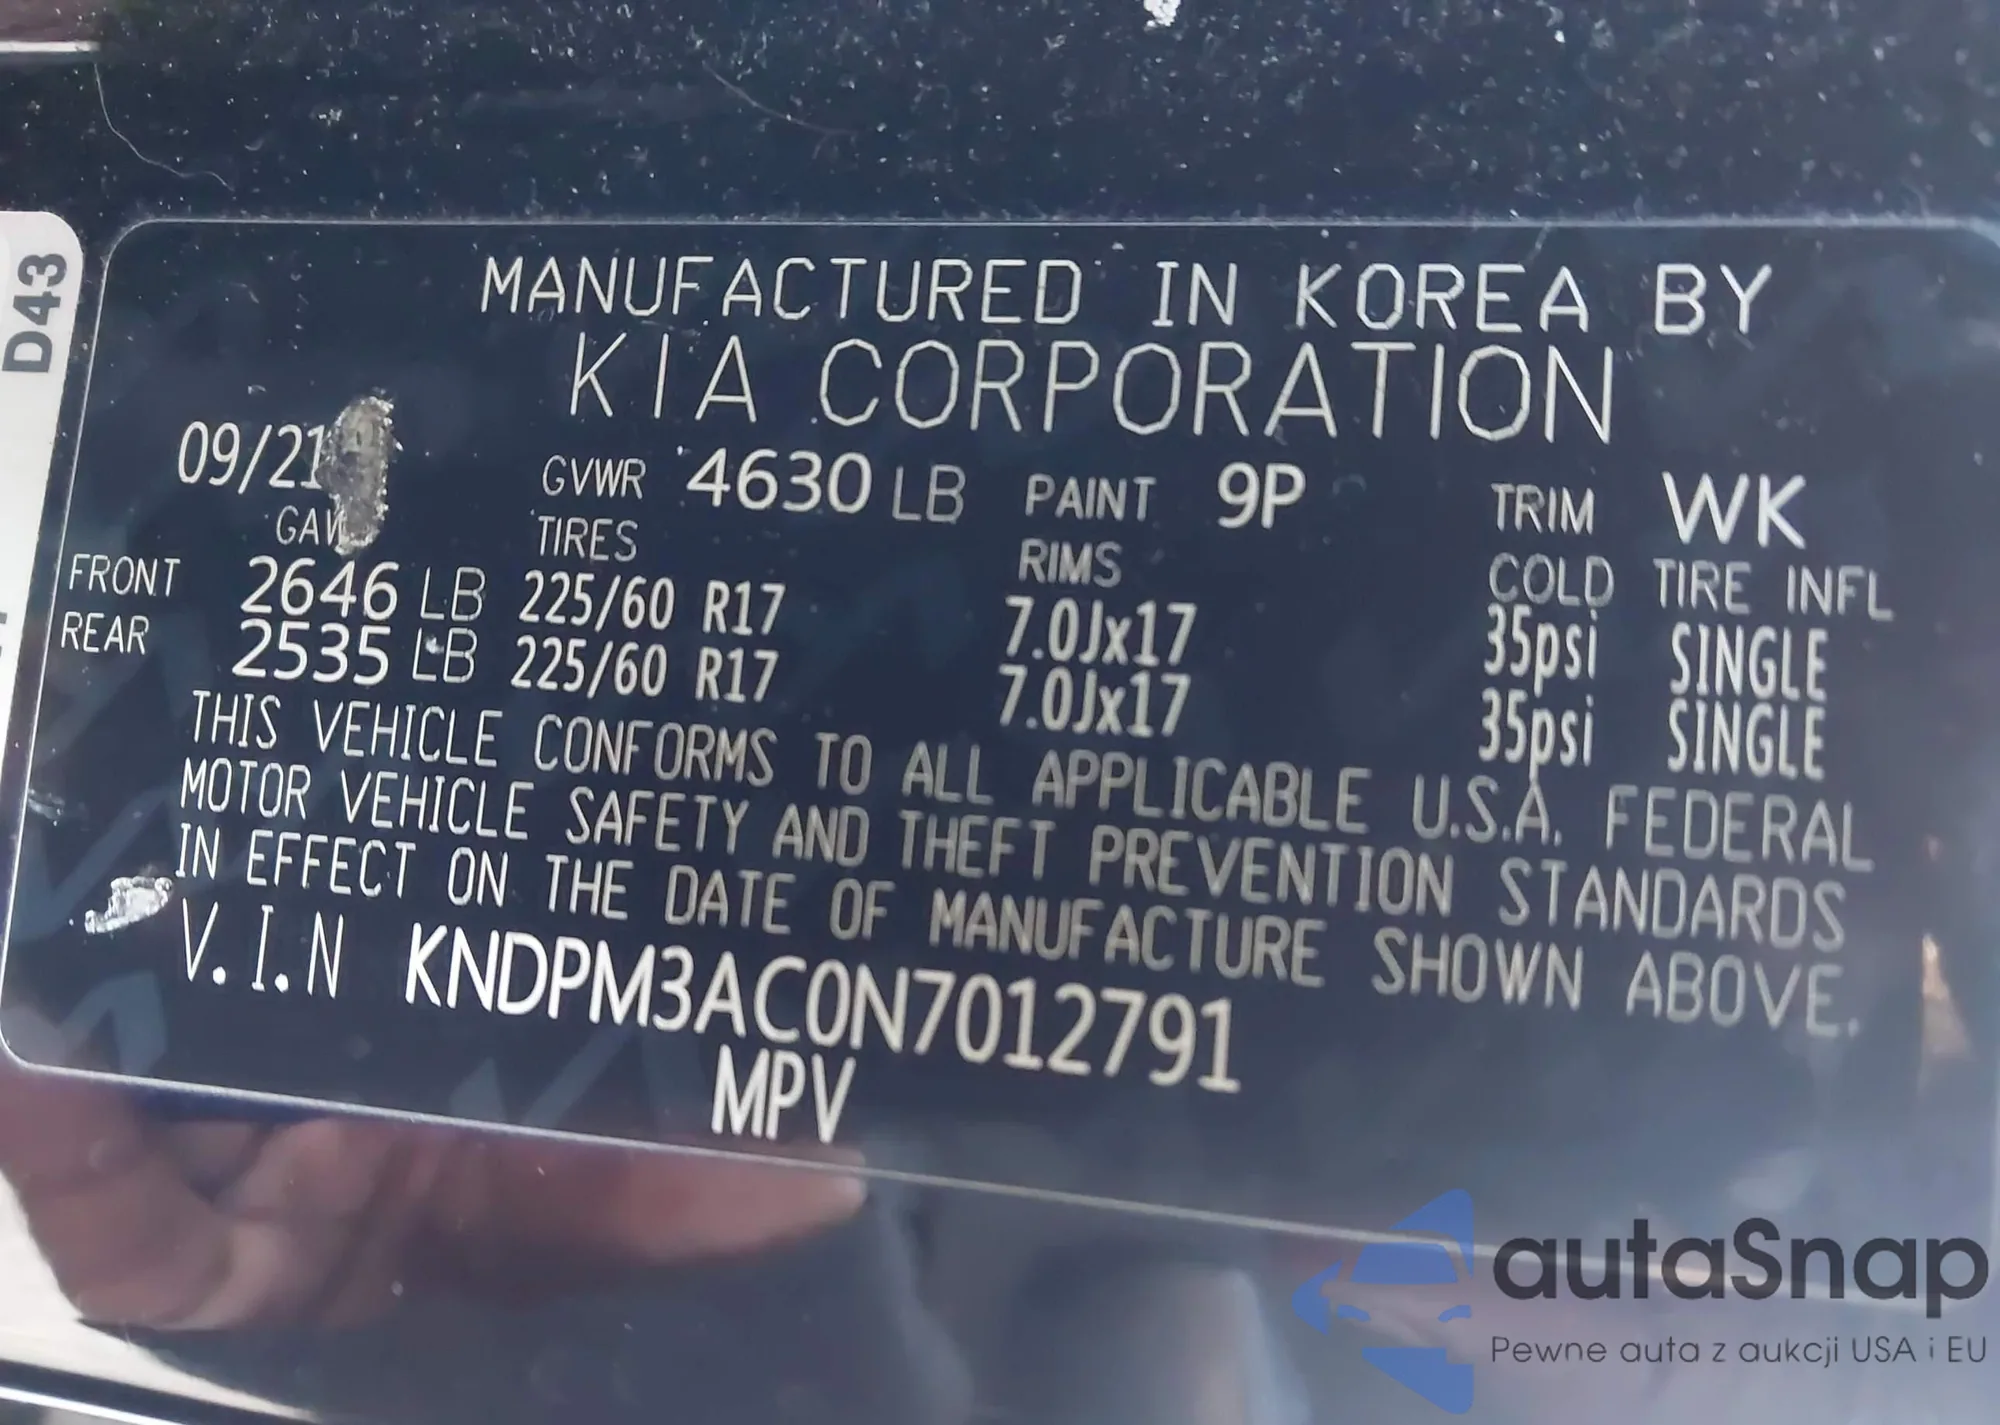 D43
MANUFACTURED IN KOREA BY
KIA CORPORATION
09/21 GVWR 4630 LB PAINT 9P TRIM WK
TIRES RIMS COLD TIRE INFL
FRONT 2646 LB 225/60 R17 7.0Jx17 35psi SINGLE
REAR 2535 LB 225/60 R17 7.0Jx17 35psi SINGLE
THIS VEHICLE CONFORMS TO ALL APPLICABLE U.S.A. FEDERAL
MOTOR VEHICLE SAFETY AND THEFT PREVENTION STANDARDS
IN EFFECT ON THE DATE OF MANUFACTURE SHOWN ABOVE.
V.I.N KNDPM3AC0N7012791
MPV
autaSnap
Pewne auta z aukcji USA i EU